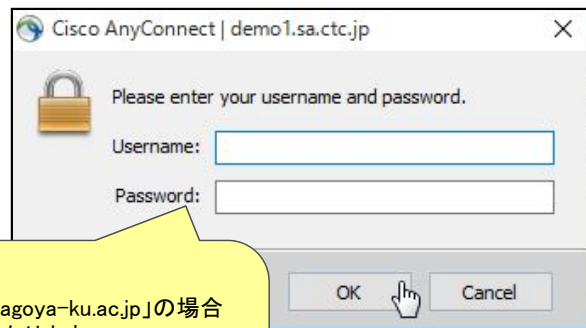 Cisco AnyConnect | demo1.sa.ctc.jp
Please enter your username and password.
Username:
Password:
OK
Cancel
agoya-ku.ac.jp」の場合